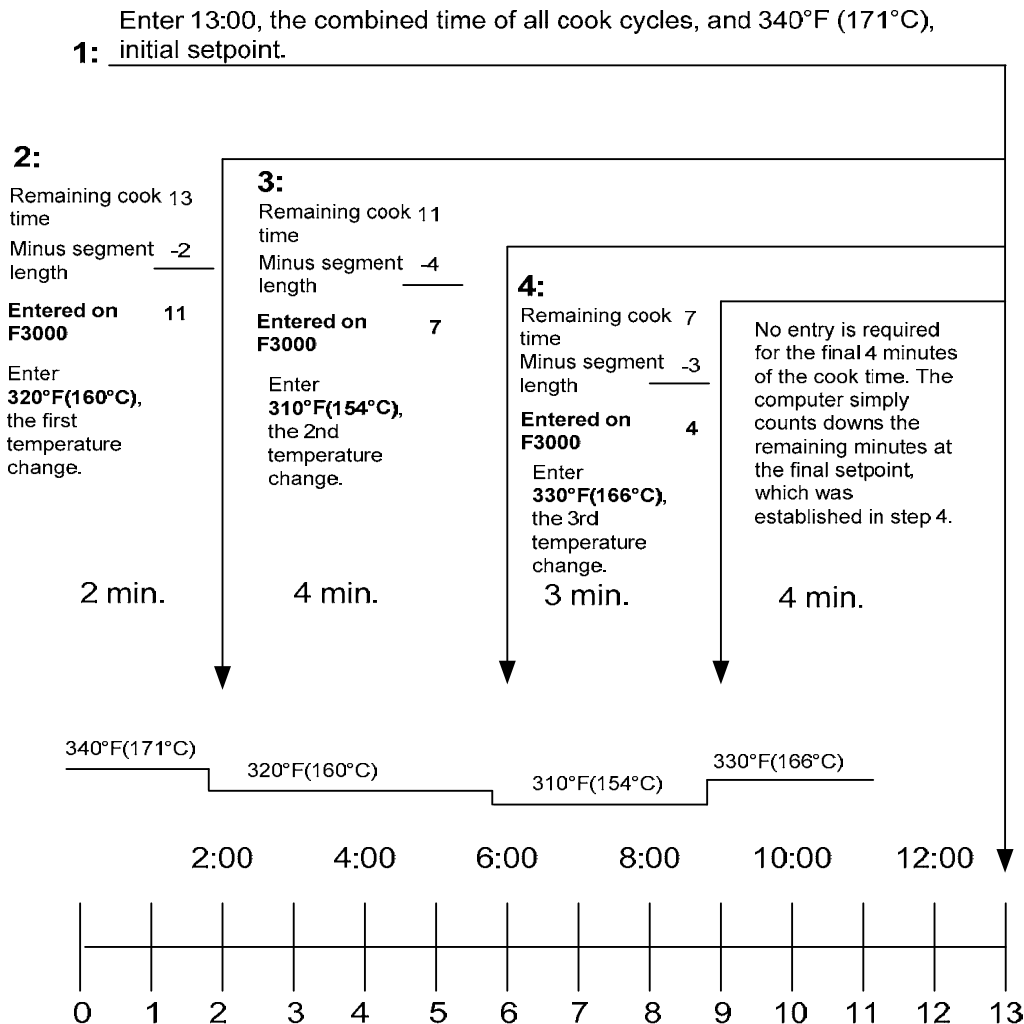 Enter 13:00, the combined time of all cook cycles, and 340°F (171°C),
1: initial setpoint.
2:
Remaining cook 13
time
Minus segment -2
length
Entered on 11
F3000
Enter
320°F(160°C),
the first
temperature
change.
3:
Remaining cook 11
time
Minus segment -4
length
Entered on 7
F3000
Enter
310°F(154°C),
the 2nd
temperature
change.
4:
Remaining cook 7
time
Minus segment -3
length
Entered on 4
F3000
Enter
330°F(166°C),
the 3rd
temperature
change.
No entry is required
for the final 4 minutes
of the cook time. The
computer simply
counts downs the
remaining minutes at
the final setpoint,
which was
established in step 4.
2 min. 4 min. 3 min. 4 min.
340°F(171°C) 320°F(160°C) 310°F(154°C) 330°F(166°C)
2:00 4:00 6:00 8:00 10:00 12:00
0 1 2 3 4 5 6 7 8 9 10 11 12 13